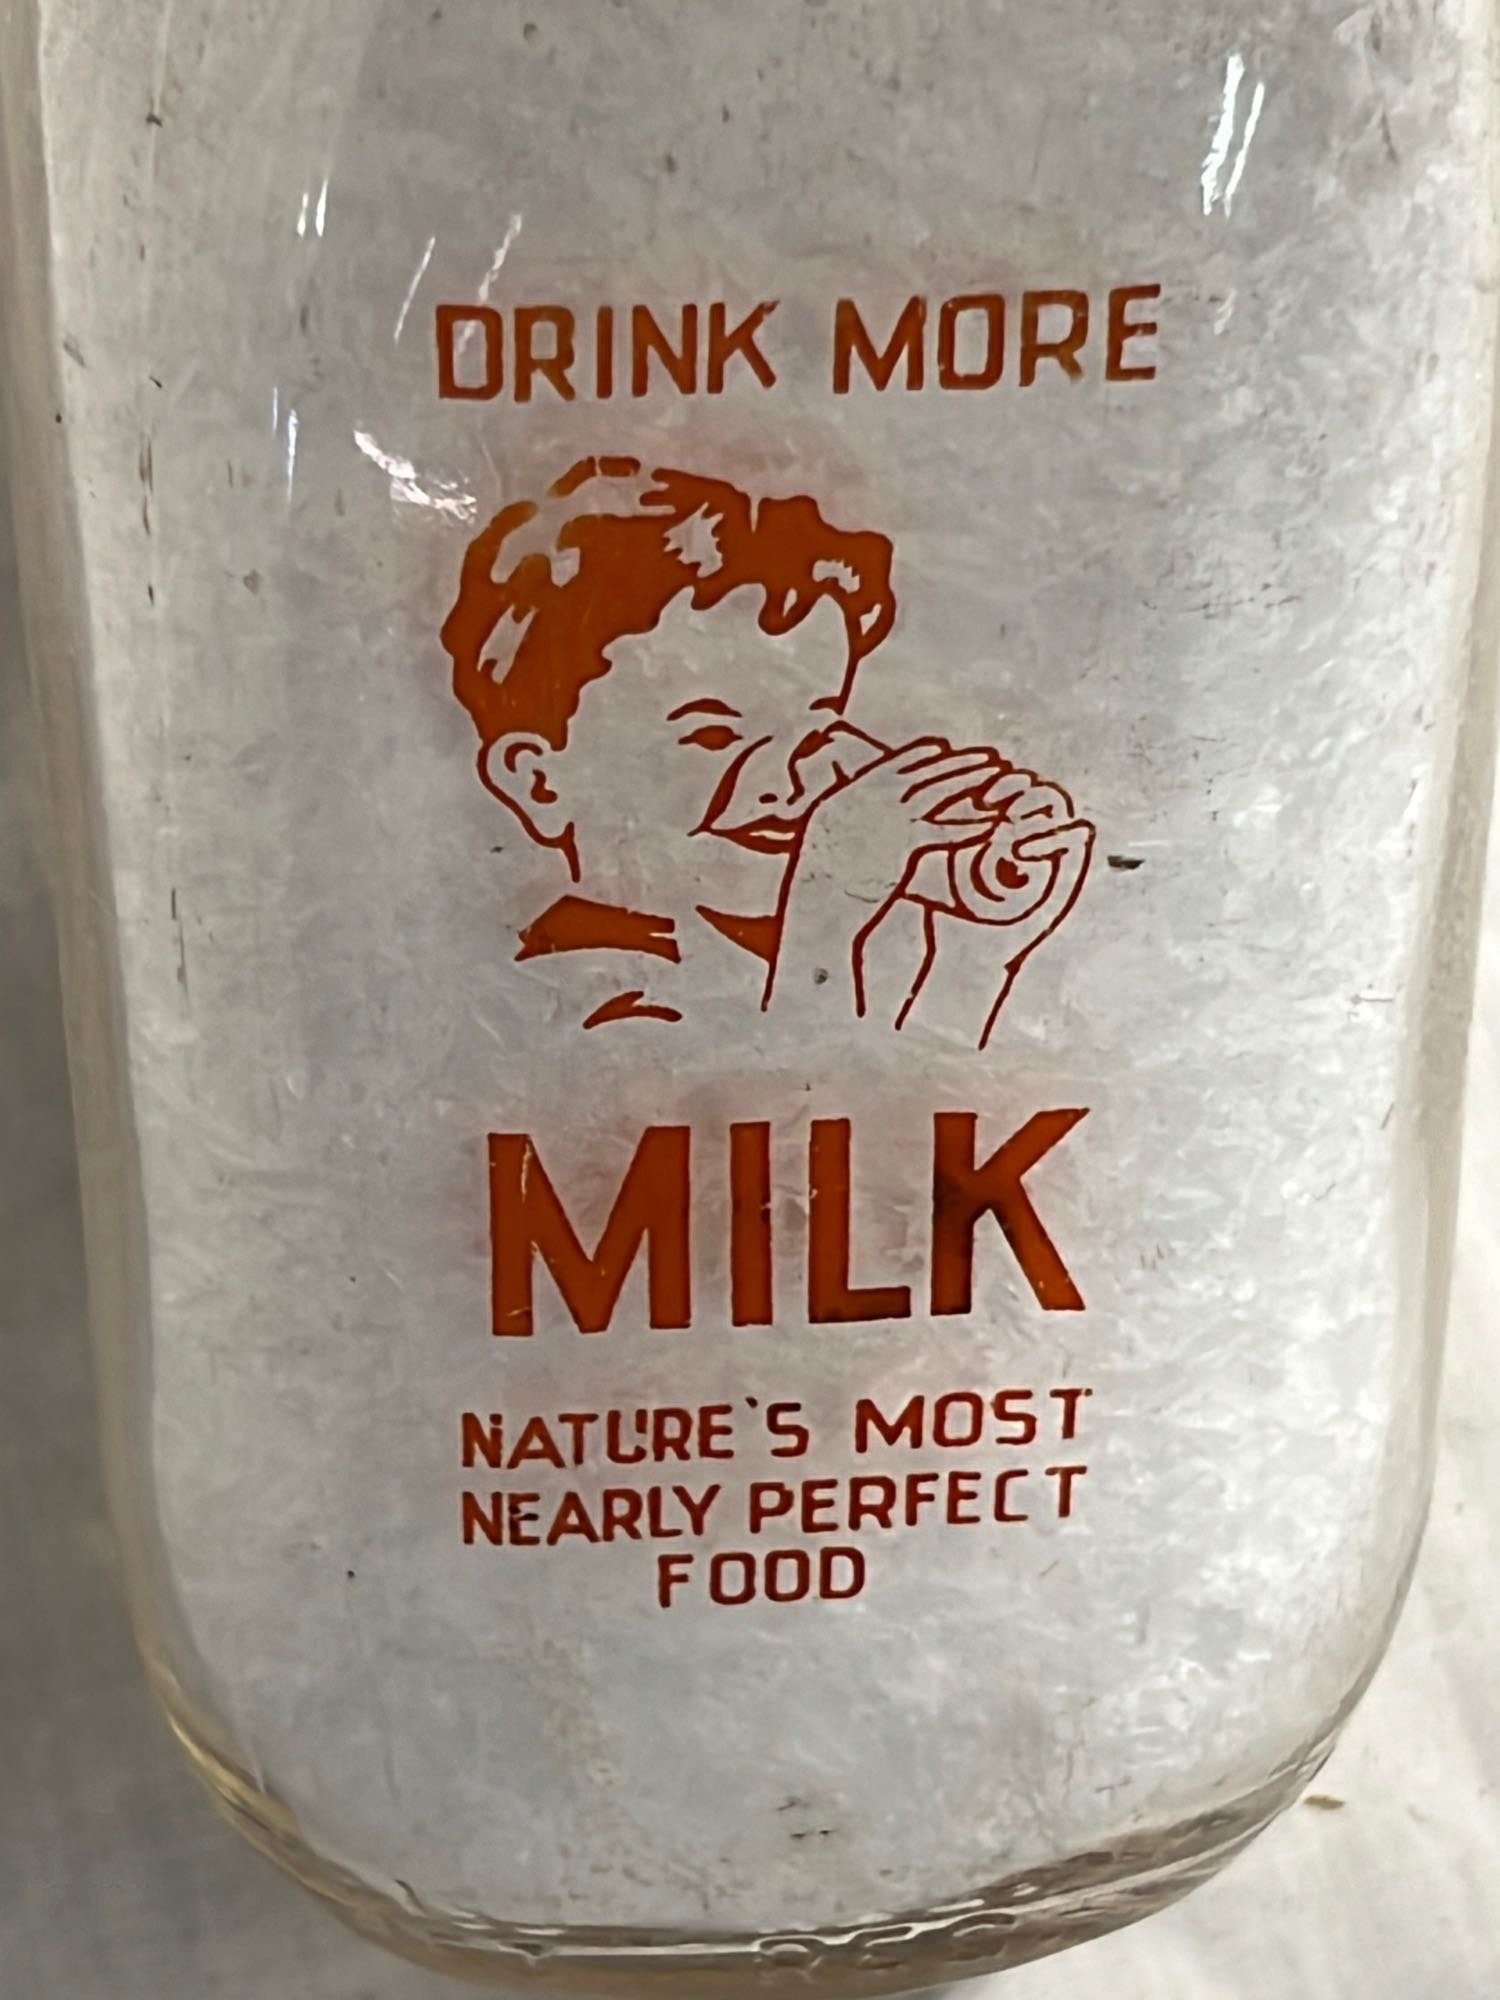 DRINK MORE
MILK
NATURE'S MOST
NEARLY PERFECT
FOOD